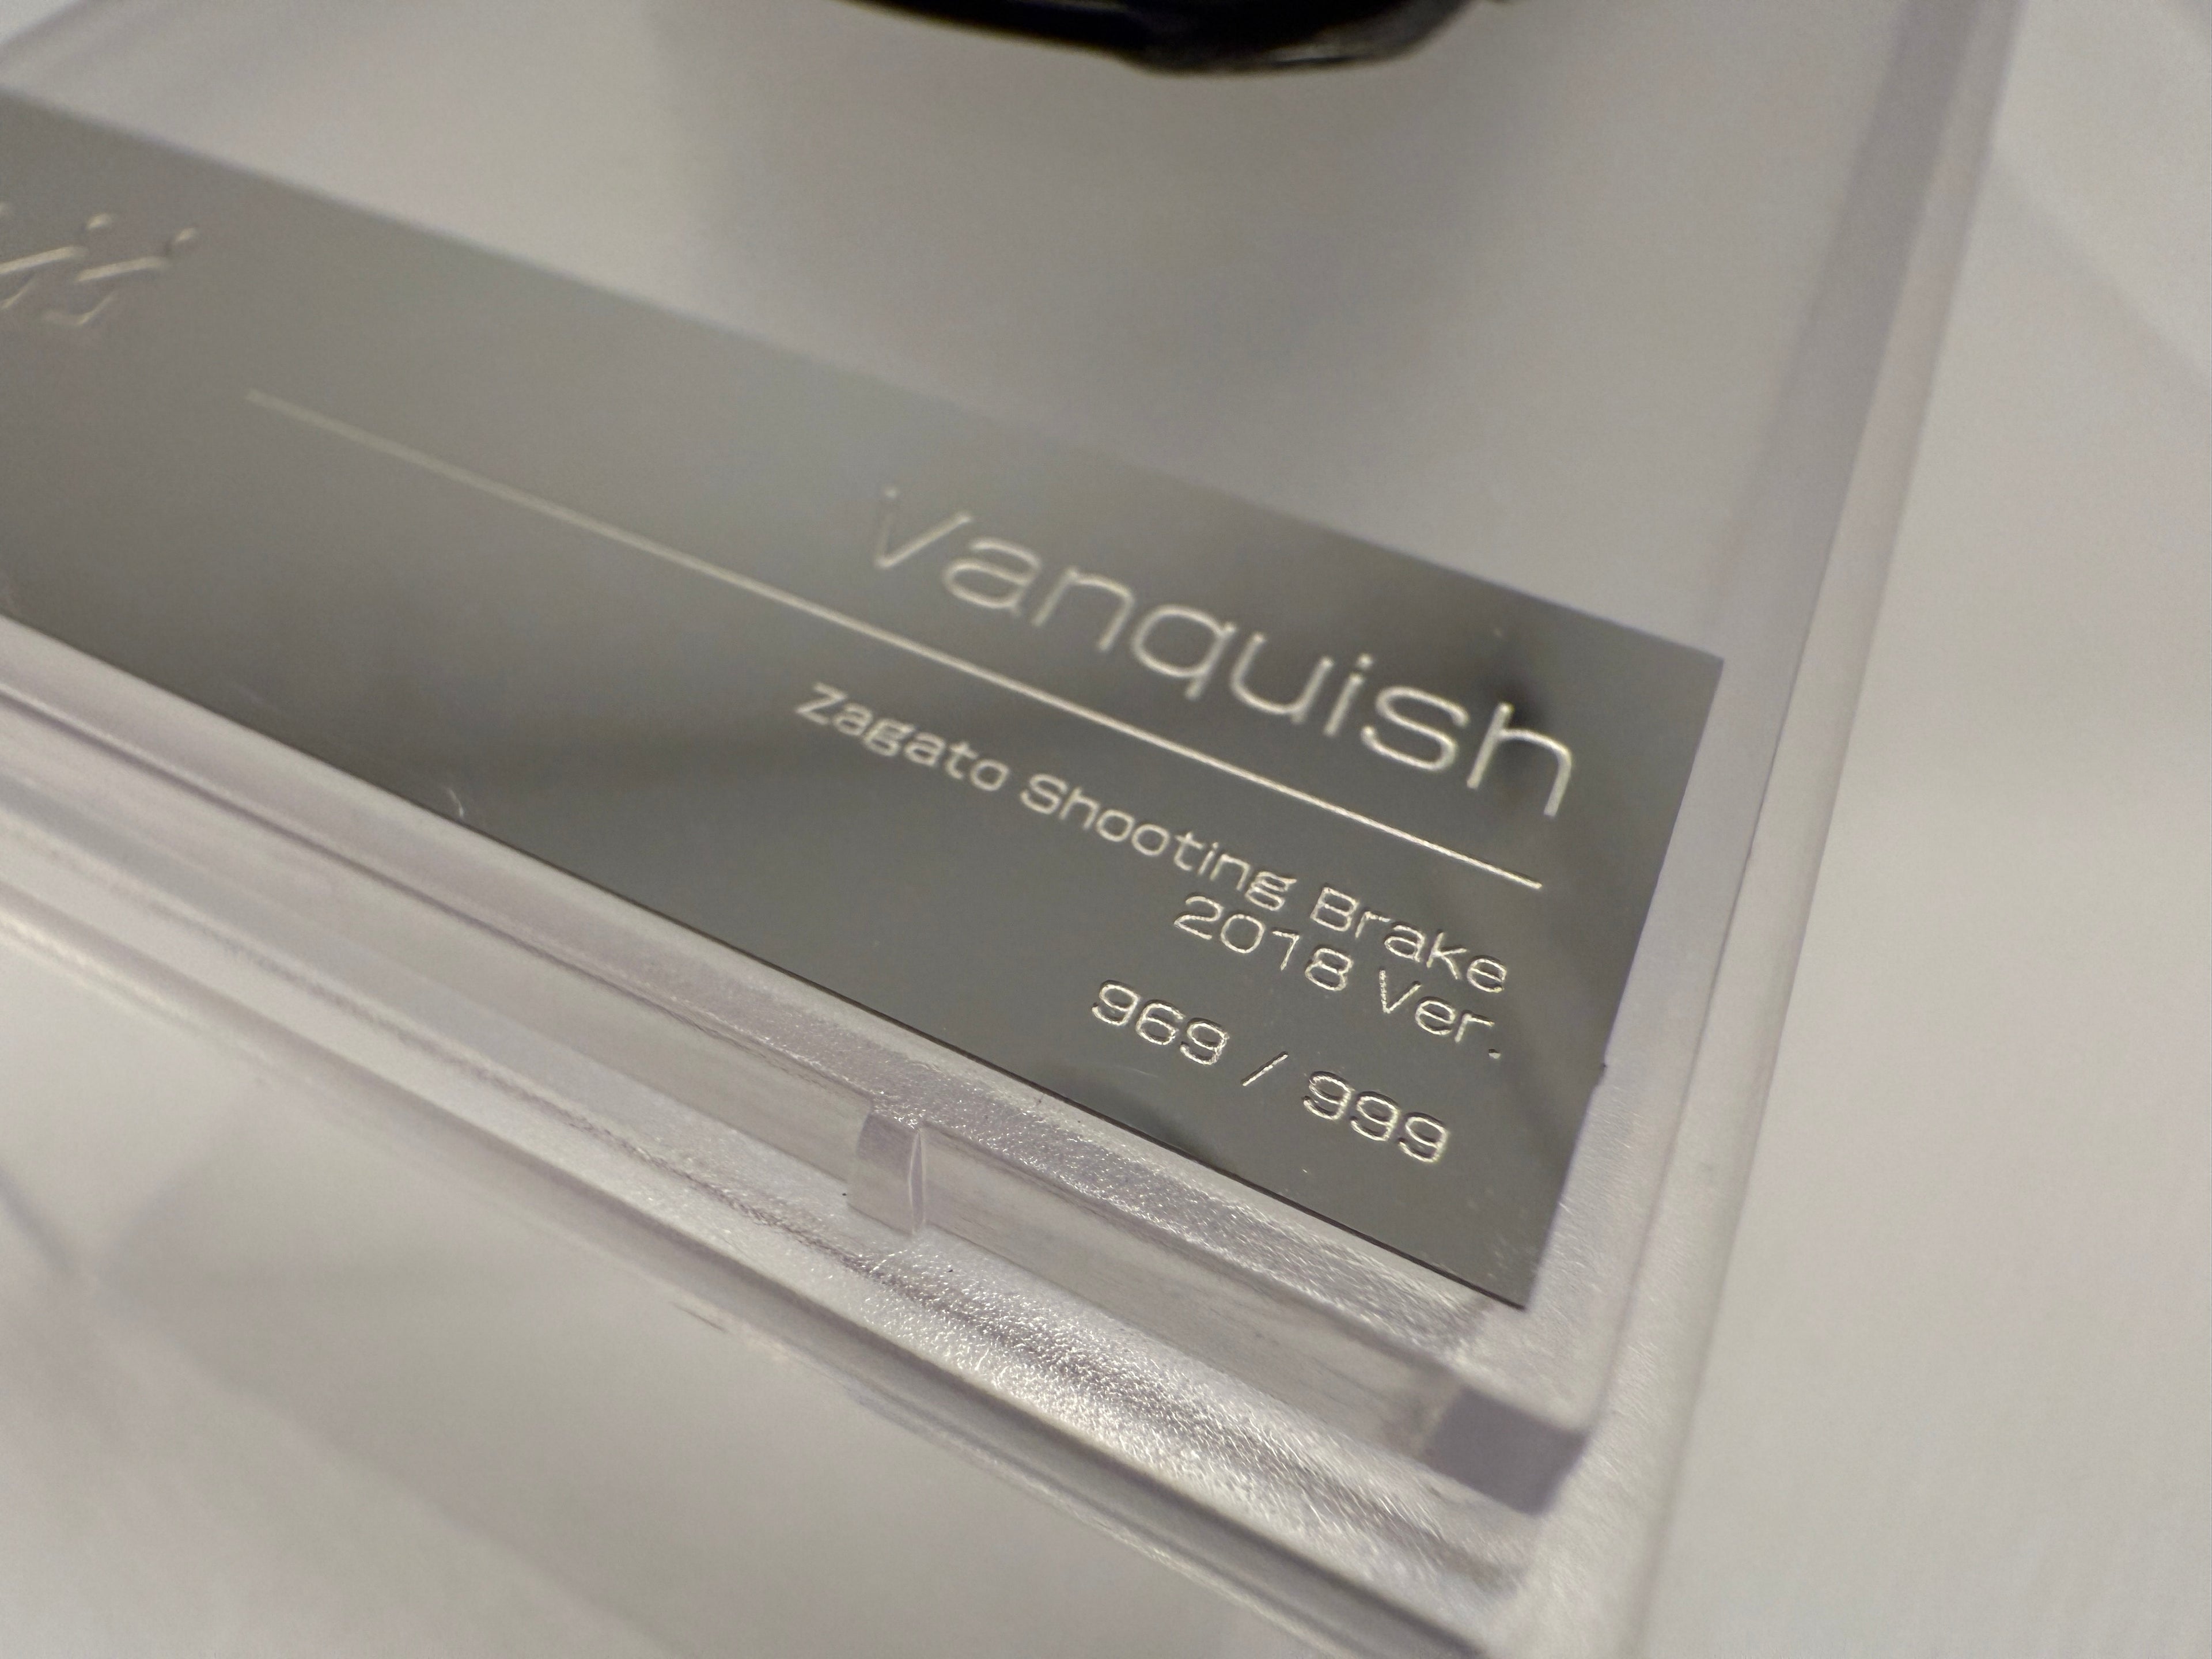 Vanquish
Zagato Shooting Brake
2018 Ver.
969 / 999